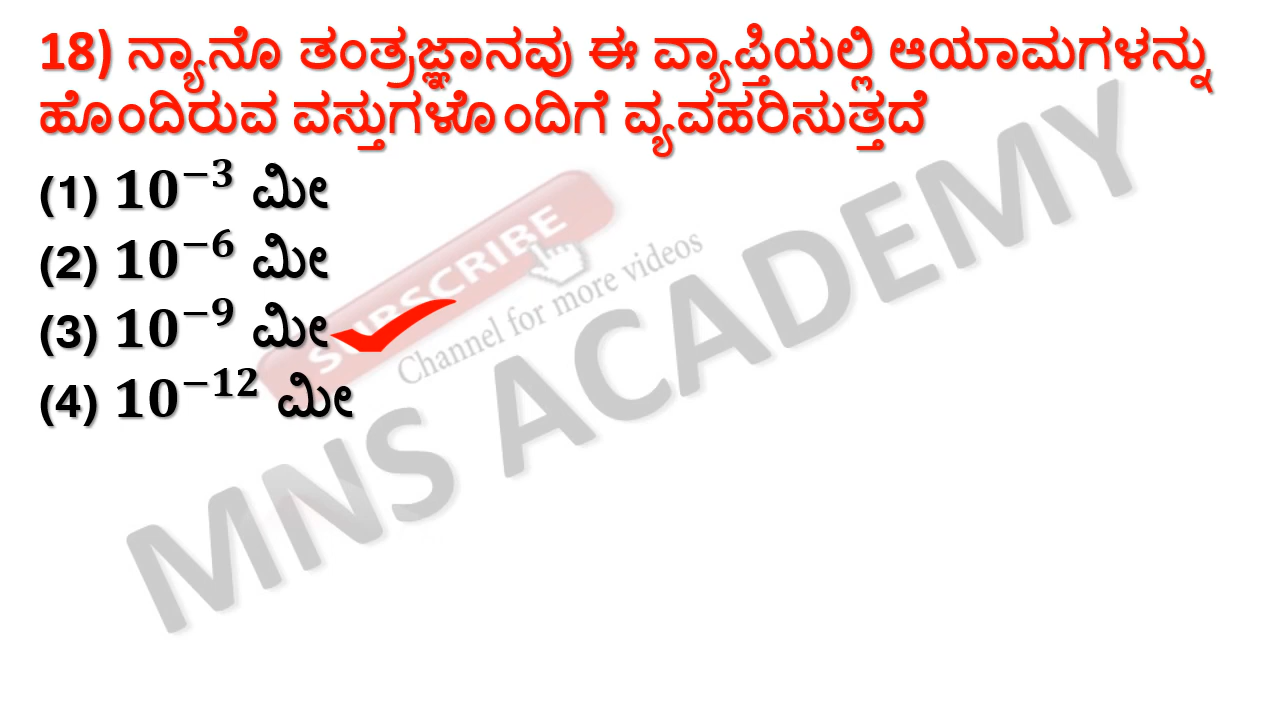 18) ನ್ಯಾನೊ ತಂತ್ರಜ್ಞಾನವು ಈ ವ್ಯಾಪ್ತಿಯಲ್ಲಿ ಆಯಾಮಗಳನ್ನು
ಹೊಂದಿರುವ ವಸ್ತುಗಳೊಂದಿಗೆ ವ್ಯವಹರಿಸುತ್ತದೆ
(1) 10⁻³ ಮೀ
(2) 10⁻⁶ ಮೀ
(3) 10⁻⁹ ಮೀ
(4) 10⁻¹² ಮೀ
SUBSCRIBE
Channel for more videos
MNS ACADEMY